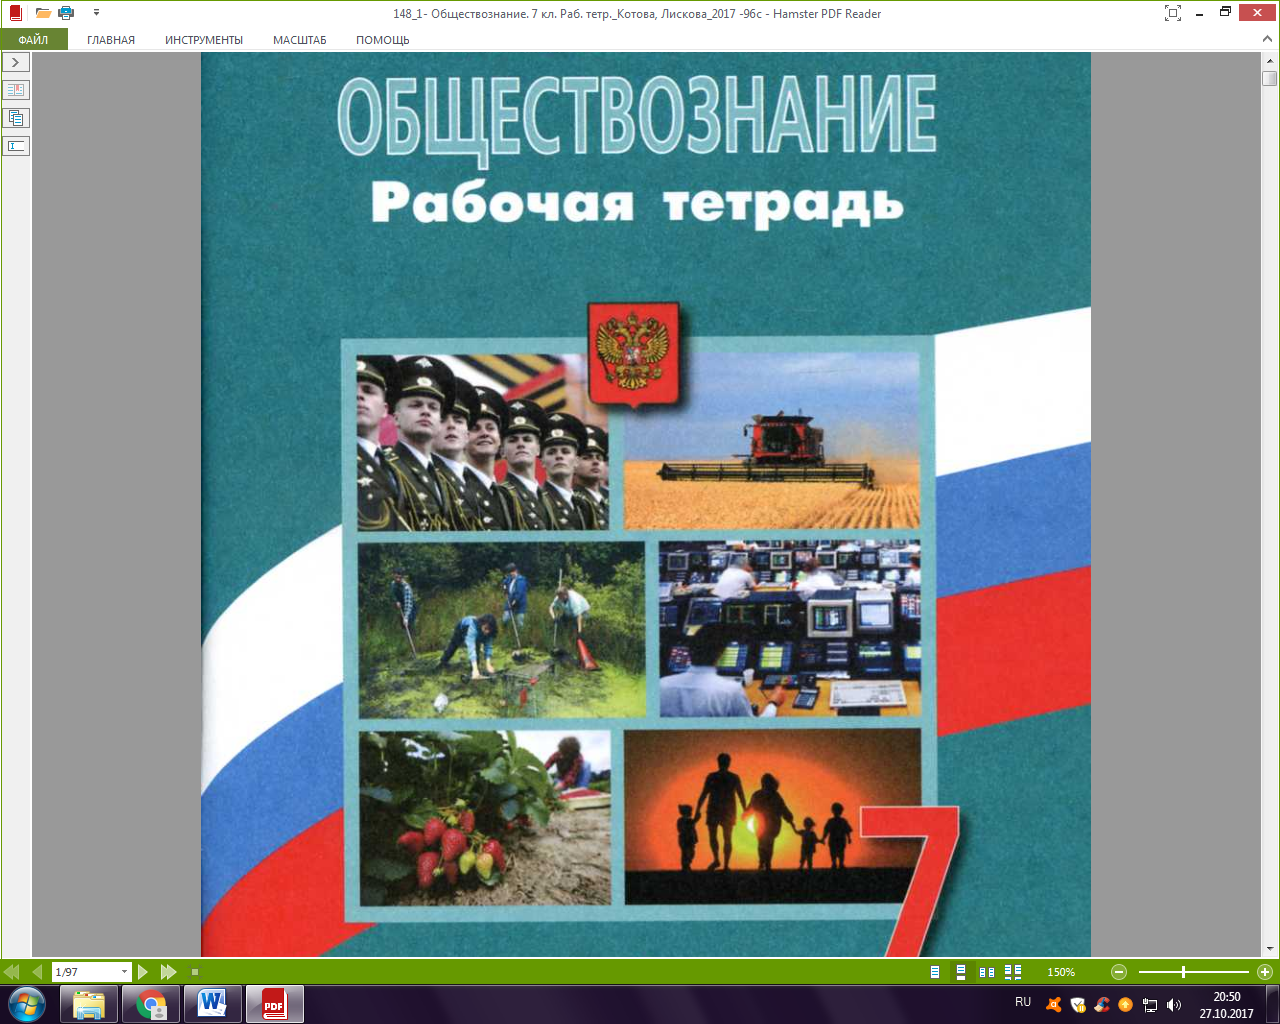 148_1- Обществознание. 7 кл. Раб. тетр._Котова, Лискова_2017 -96с - Hamster PDF Reader
ФАЙЛ ГЛАВНАЯ ИНСТРУМЕНТЫ МАСШТАБ ПОМОЩЬ
ОБЩЕСТВОЗНАНИЕ
Рабочая тетрадь
7
1/97
150%
PDF
RU
20:50
27.10.2017